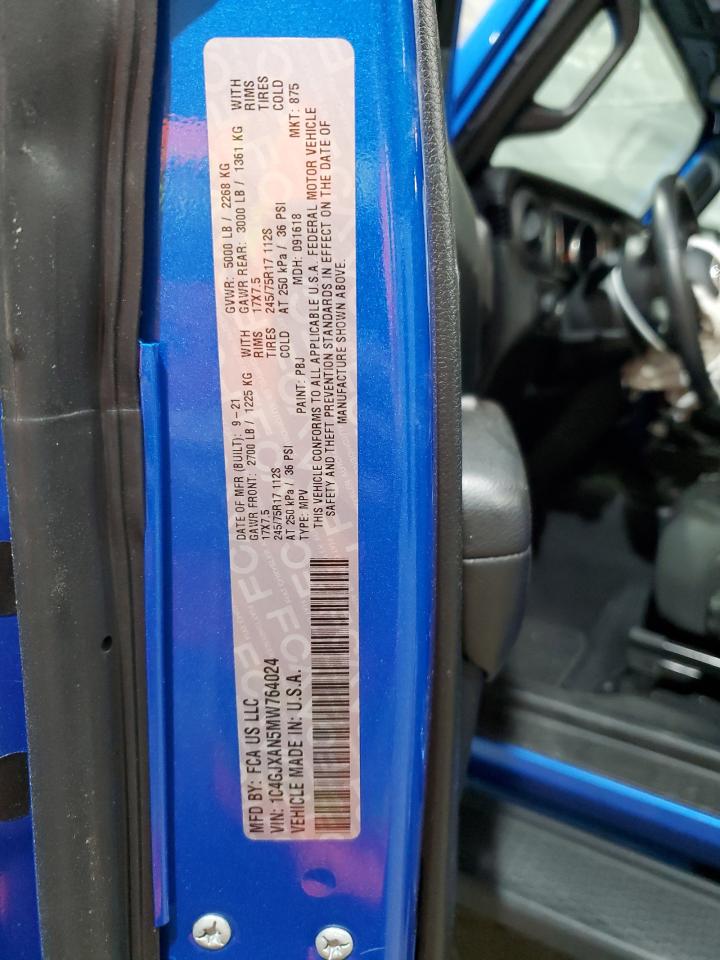 MFD BY: FCA US LLC
DATE OF MFR (BUILT): 9-21
GVWR: 5000 LB / 2268 KG
GAWR FRONT: 2700 LB / 1225 KG WITH
GAWR REAR: 3000 LB / 1361 KG WITH
17X7.5 RIMS
17X7.5 RIMS
245/75R17 112S TIRES
245/75R17 112S TIRES
AT 250 kPa / 36 PSI COLD
AT 250 kPa / 36 PSI COLD
VIN: 1C4GJXAN5MW764024
TYPE: MPV PAINT: PBJ MDH: 091618 MKT: 875
VEHICLE MADE IN: U.S.A.
THIS VEHICLE CONFORMS TO ALL APPLICABLE U.S.A. FEDERAL MOTOR VEHICLE
SAFETY AND THEFT PREVENTION STANDARDS IN EFFECT ON THE DATE OF
MANUFACTURE SHOWN ABOVE.